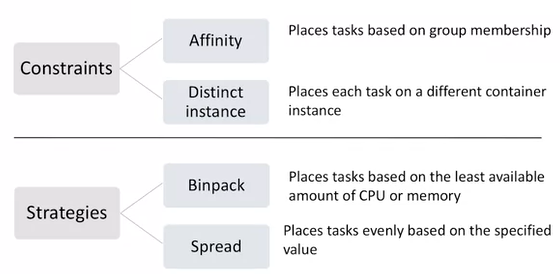 Constraints
Affinity
Places tasks based on group membership
Distinct
instance
Places each task on a different container
instance
Strategies
Binpack
Places tasks based on the least available
amount of CPU or memory
Spread
Places tasks evenly based on the specified
value